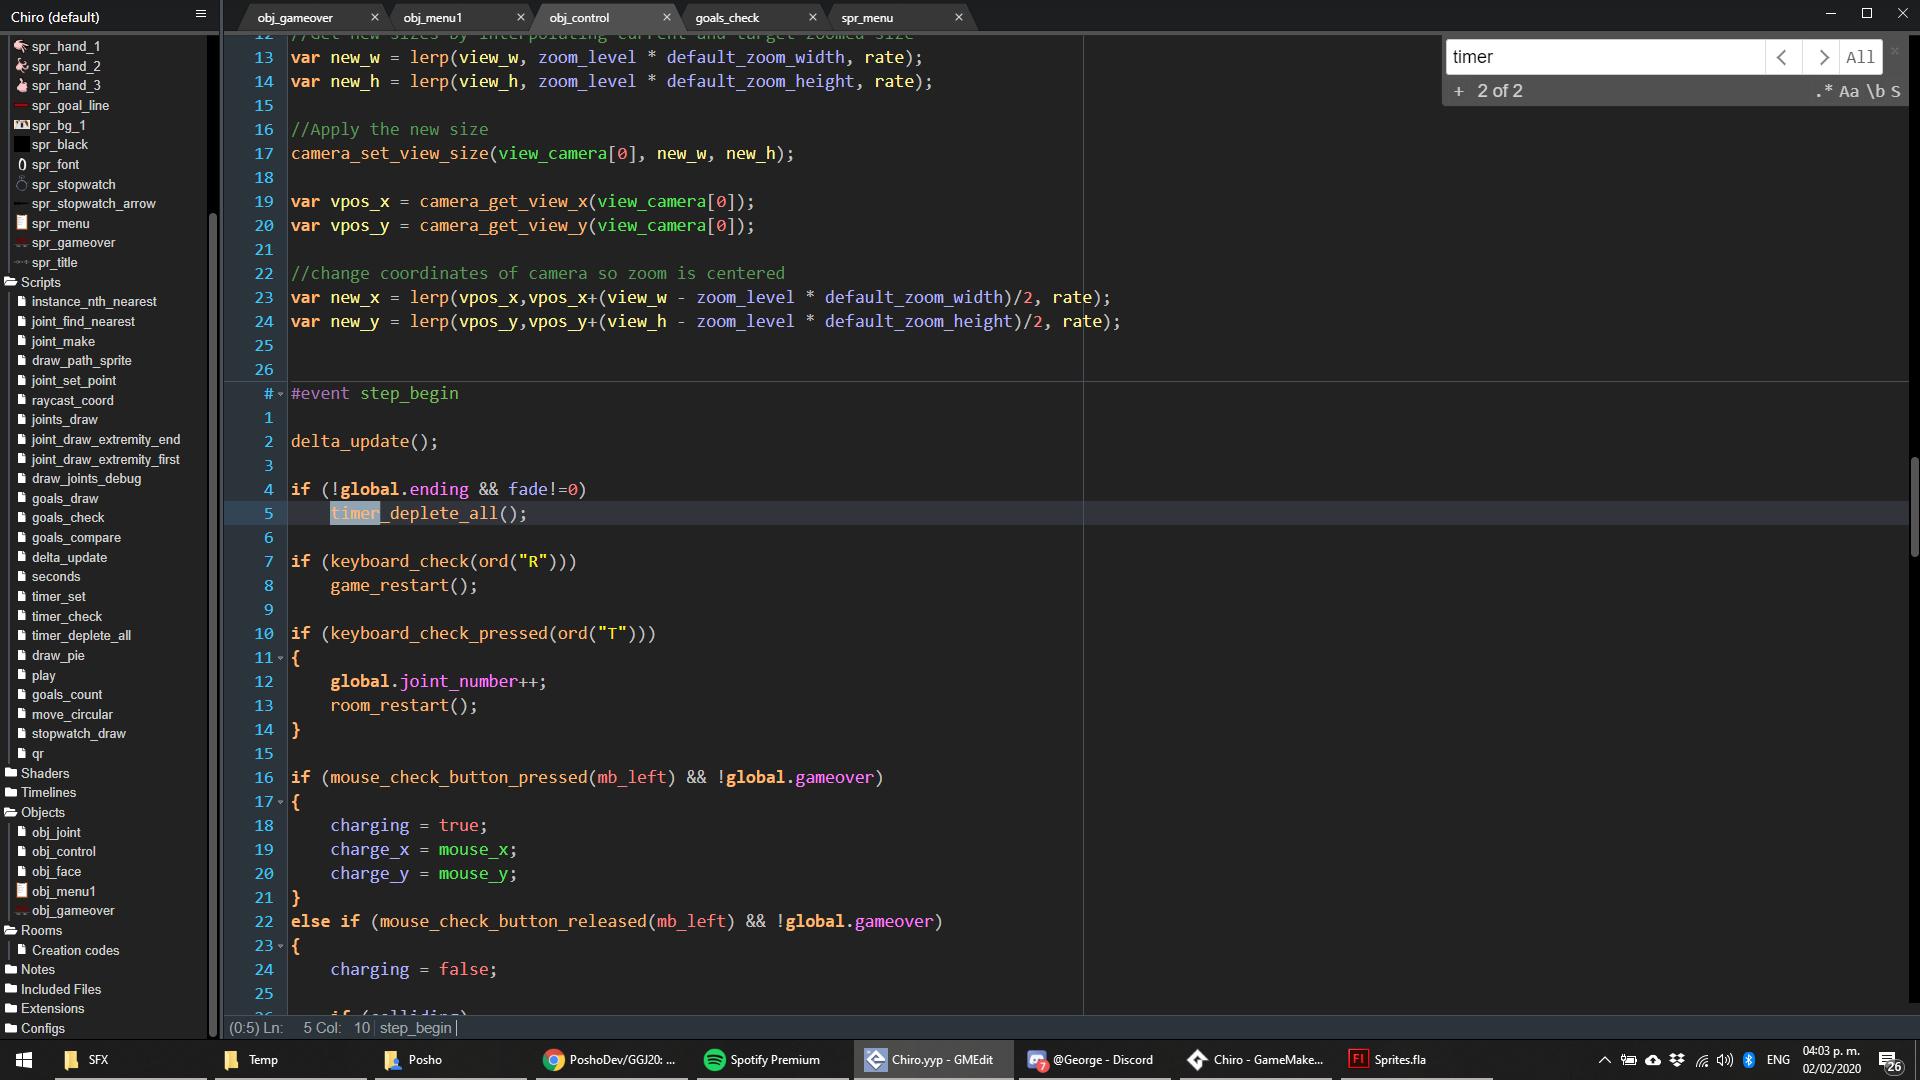 Chiro (default)
obj_gameover
obj_menu1
obj_control
goals_check
spr_menu
spr_hand_1
spr_hand_2
spr_hand_3
spr_goal_line
spr_bg_1
spr_black
spr_font
spr_stopwatch
spr_stopwatch_arrow
spr_menu
spr_gameover
spr_title
Scripts
instance_nth_nearest
joint_find_nearest
joint_make
draw_path_sprite
joint_set_point
raycast_coord
joints_draw
joint_draw_extremity_end
joint_draw_extremity_first
draw_joints_debug
goals_draw
goals_check
goals_compare
delta_update
seconds
timer_set
timer_check
timer_deplete_all
draw_pie
play
goals_count
move_circular
stopwatch_draw
qr
Shaders
Timelines
Objects
obj_joint
obj_control
obj_face
obj_menu1
obj_gameover
Rooms
Creation codes
Notes
Included Files
Extensions
Configs
12 //Get new sizes by interpolating current and target zoomed size
13 var new_w = lerp(view_w, zoom_level * default_zoom_width, rate);
14 var new_h = lerp(view_h, zoom_level * default_zoom_height, rate);
15
16 //Apply the new size
17 camera_set_view_size(view_camera[0], new_w, new_h);
18
19 var vpos_x = camera_get_view_x(view_camera[0]);
20 var vpos_y = camera_get_view_y(view_camera[0]);
21
22 //change coordinates of camera so zoom is centered
23 var new_x = lerp(vpos_x,vpos_x+(view_w - zoom_level * default_zoom_width)/2, rate);
24 var new_y = lerp(vpos_y,vpos_y+(view_h - zoom_level * default_zoom_height)/2, rate);
25
26
# #event step_begin
1
2 delta_update();
3
4 if (!global.ending && fade!=0)
5 timer_deplete_all();
6
7 if (keyboard_check(ord("R")))
8 game_restart();
9
10 if (keyboard_check_pressed(ord("T")))
11 {
12 global.joint_number++;
13 room_restart();
14 }
15
16 if (mouse_check_button_pressed(mb_left) && !global.gameover)
17 {
18 charging = true;
19 charge_x = mouse_x;
20 charge_y = mouse_y;
21 }
22 else if (mouse_check_button_released(mb_left) && !global.gameover)
23 {
24 charging = false;
25
26 if (colliding)
timer
All
+ 2 of 2
.* Aa \b S
(0:5) Ln: 5 Col: 10 step_begin
SFX
Temp
Posho
PoshoDev/GGJ20: ...
Spotify Premium
Chiro.yyp - GMEdit
7
@George - Discord
Chiro - GameMake...
Fl
Sprites.fla
ENG
04:03 p. m.
02/02/2020
26